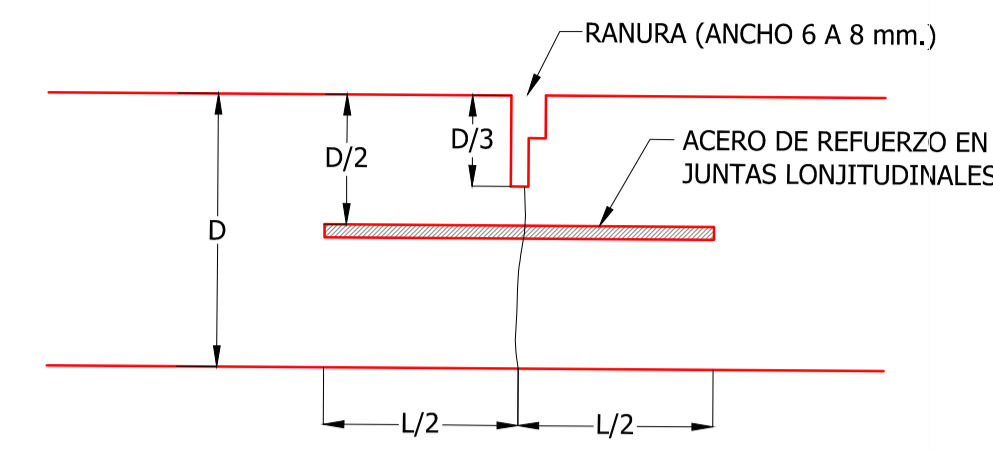 RANURA (ANCHO 6 A 8 mm.)
D/3
ACERO DE REFUERZO EN
JUNTAS LONJITUDINALES
D/2
D
L/2
L/2